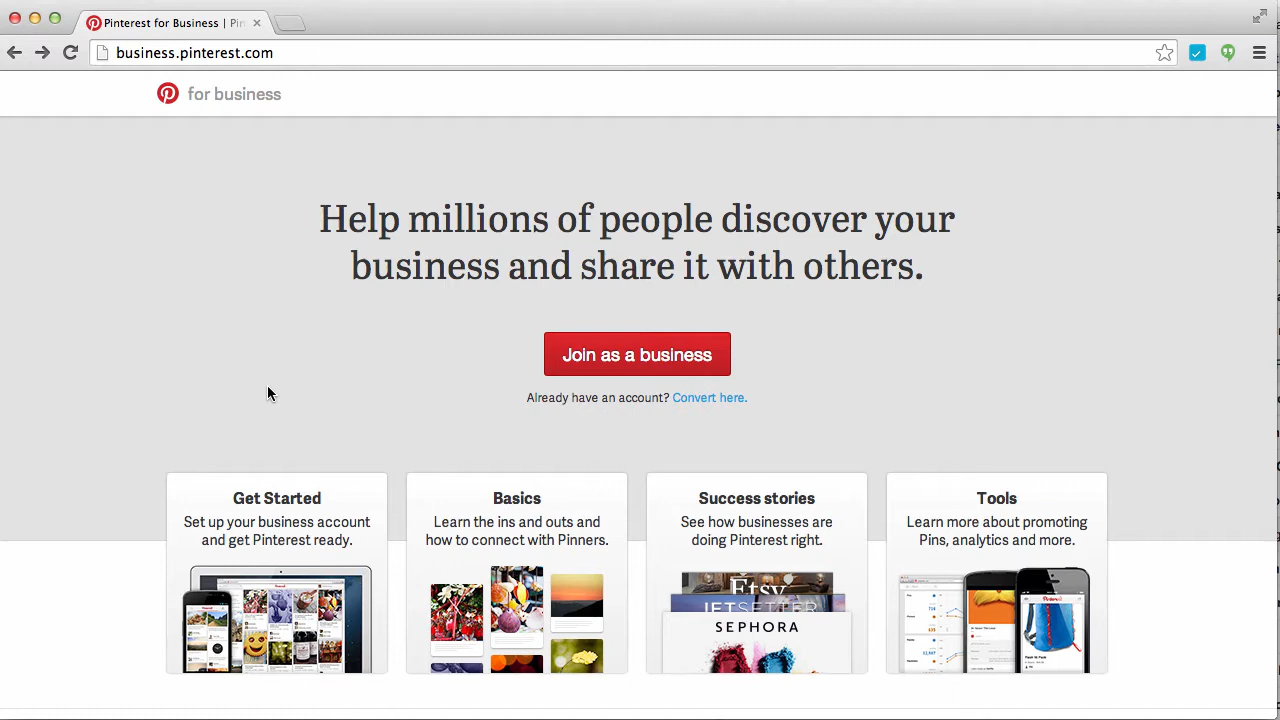 Pinterest for Business | Pin
business.pinterest.com
for business
Help millions of people discover your
business and share it with others.
Join as a business
Already have an account? Convert here.
Get Started
Set up your business account
and get Pinterest ready.
Basics
Learn the ins and outs and
how to connect with Pinners.
Success stories
See how businesses are
doing Pinterest right.
Etsy
JETSETTER
SEPHORA
Tools
Learn more about promoting
Pins, analytics and more.